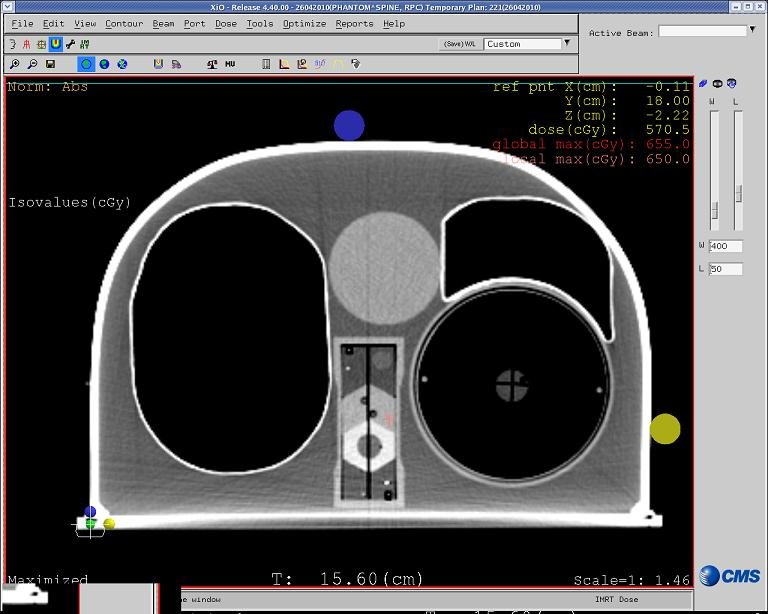 XiO - Release 4.40.00 - 26042010(PHANTOM^SPINE, RPC) Temporary Plan: 221(26042010)
File Edit View Contour Beam Port Dose Tools Optimize Reports Help
(Save) W/L Custom
Active Beam:
MU
Norm: Abs
ref pnt X(cm): -0.11
Y(cm): 18.00
Z(cm): -2.22
dose(cGy): 570.5
global max(cGy): 655.0
local max(cGy): 650.0
W L
Isovalues(cGy)
W 400
L 50
Maximized
T: 15.60(cm)
Scale=1: 1.46
CMS
e window
IMRT Dose